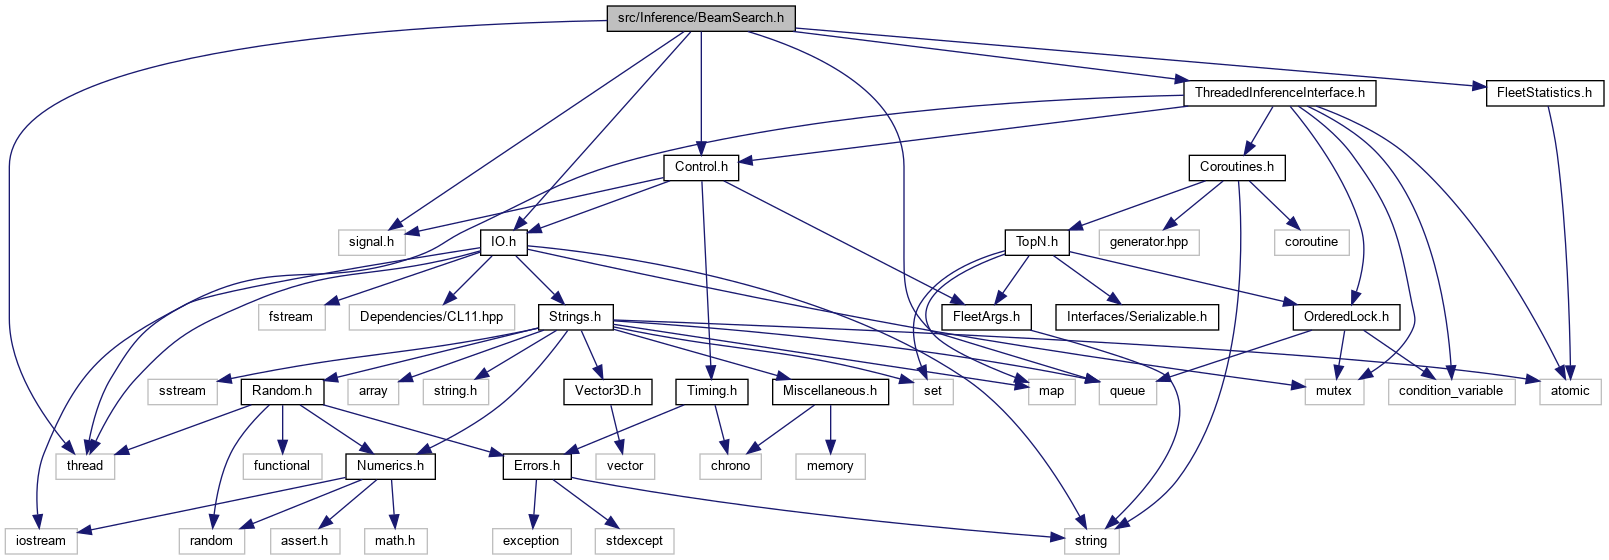 src/Inference/BeamSearch.h
ThreadedInferenceInterface.h
FleetStatistics.h
Control.h
Coroutines.h
signal.h
IO.h
TopN.h
generator.hpp
coroutine
fstream
Dependencies/CL11.hpp
Strings.h
FleetArgs.h
Interfaces/Serializable.h
OrderedLock.h
sstream
Random.h
array
string.h
Vector3D.h
Timing.h
Miscellaneous.h
set
map
queue
mutex
condition_variable
atomic
thread
functional
Numerics.h
Errors.h
vector
chrono
memory
iostream
random
assert.h
math.h
exception
stdexcept
string